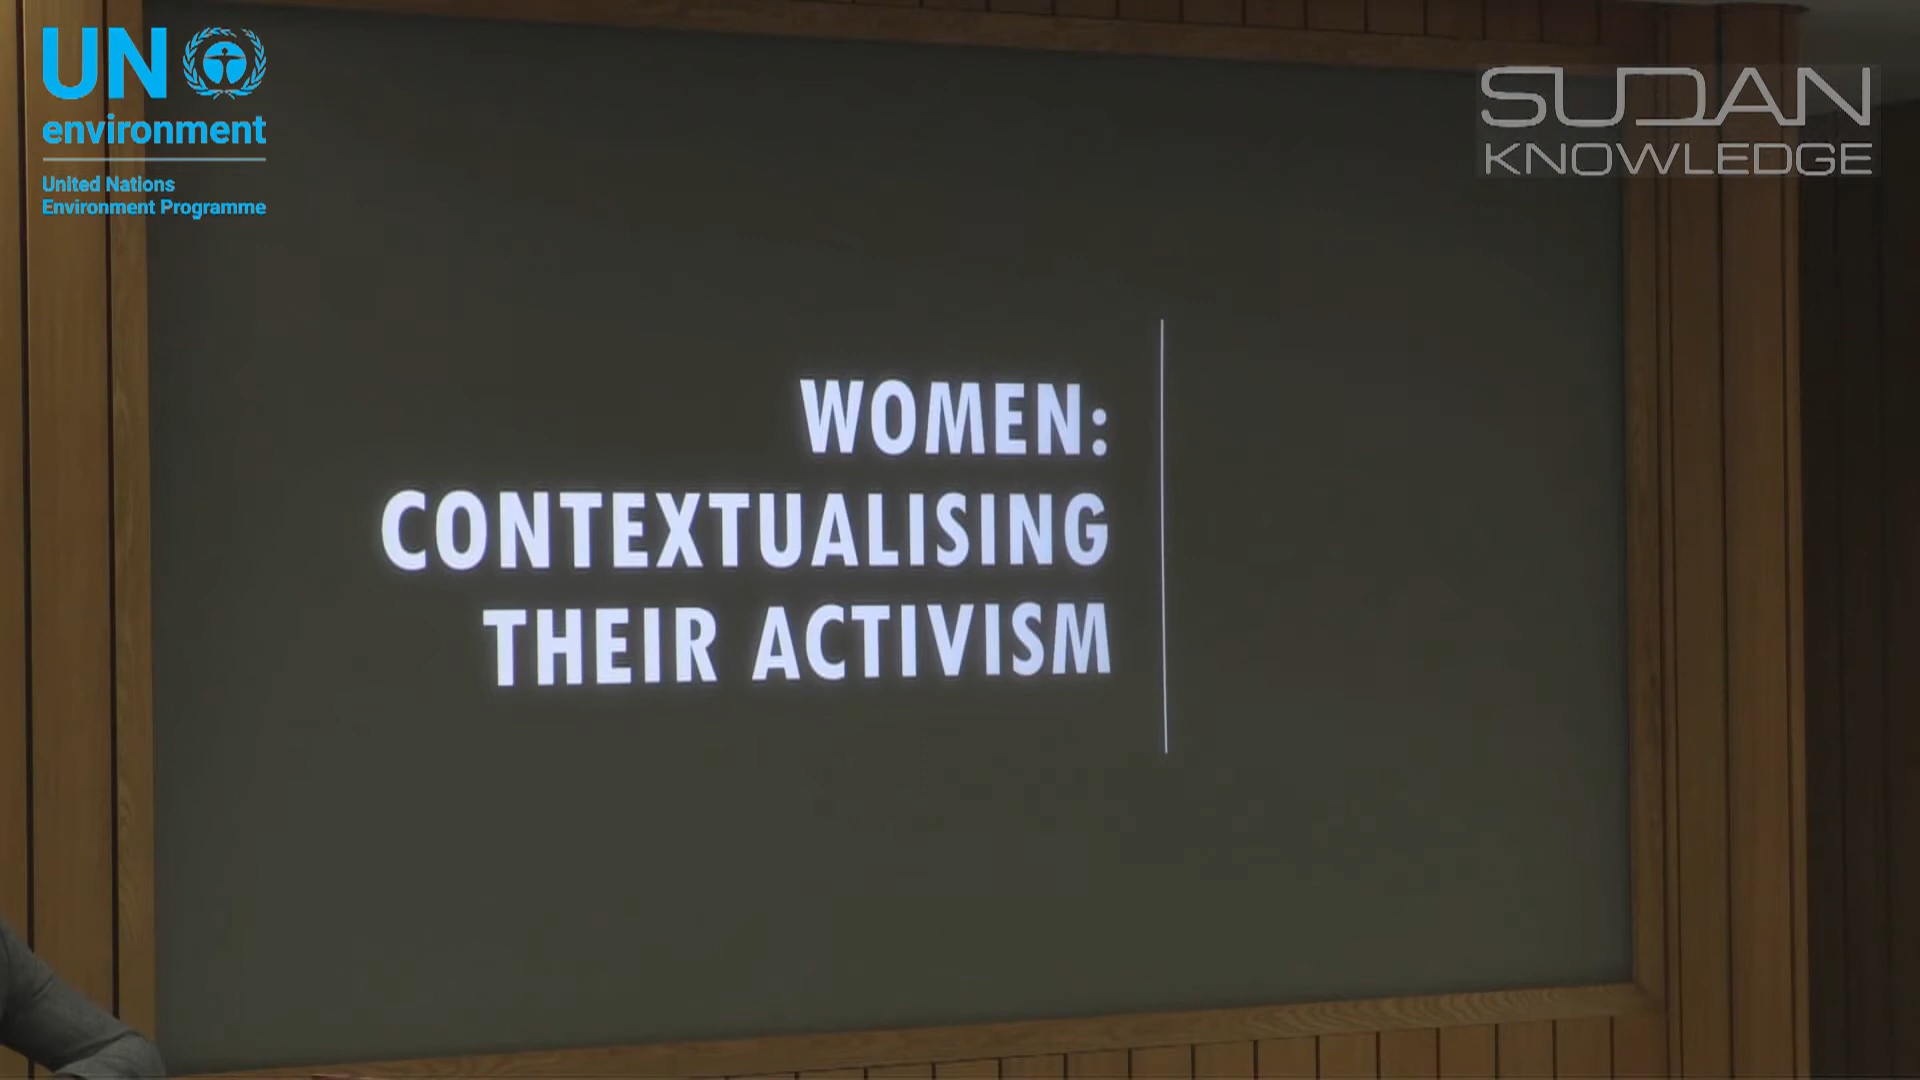 UN
environment
United Nations
Environment Programme
SUDAN
KNOWLEDGE
WOMEN:
CONTEXTUALISING
THEIR ACTIVISM